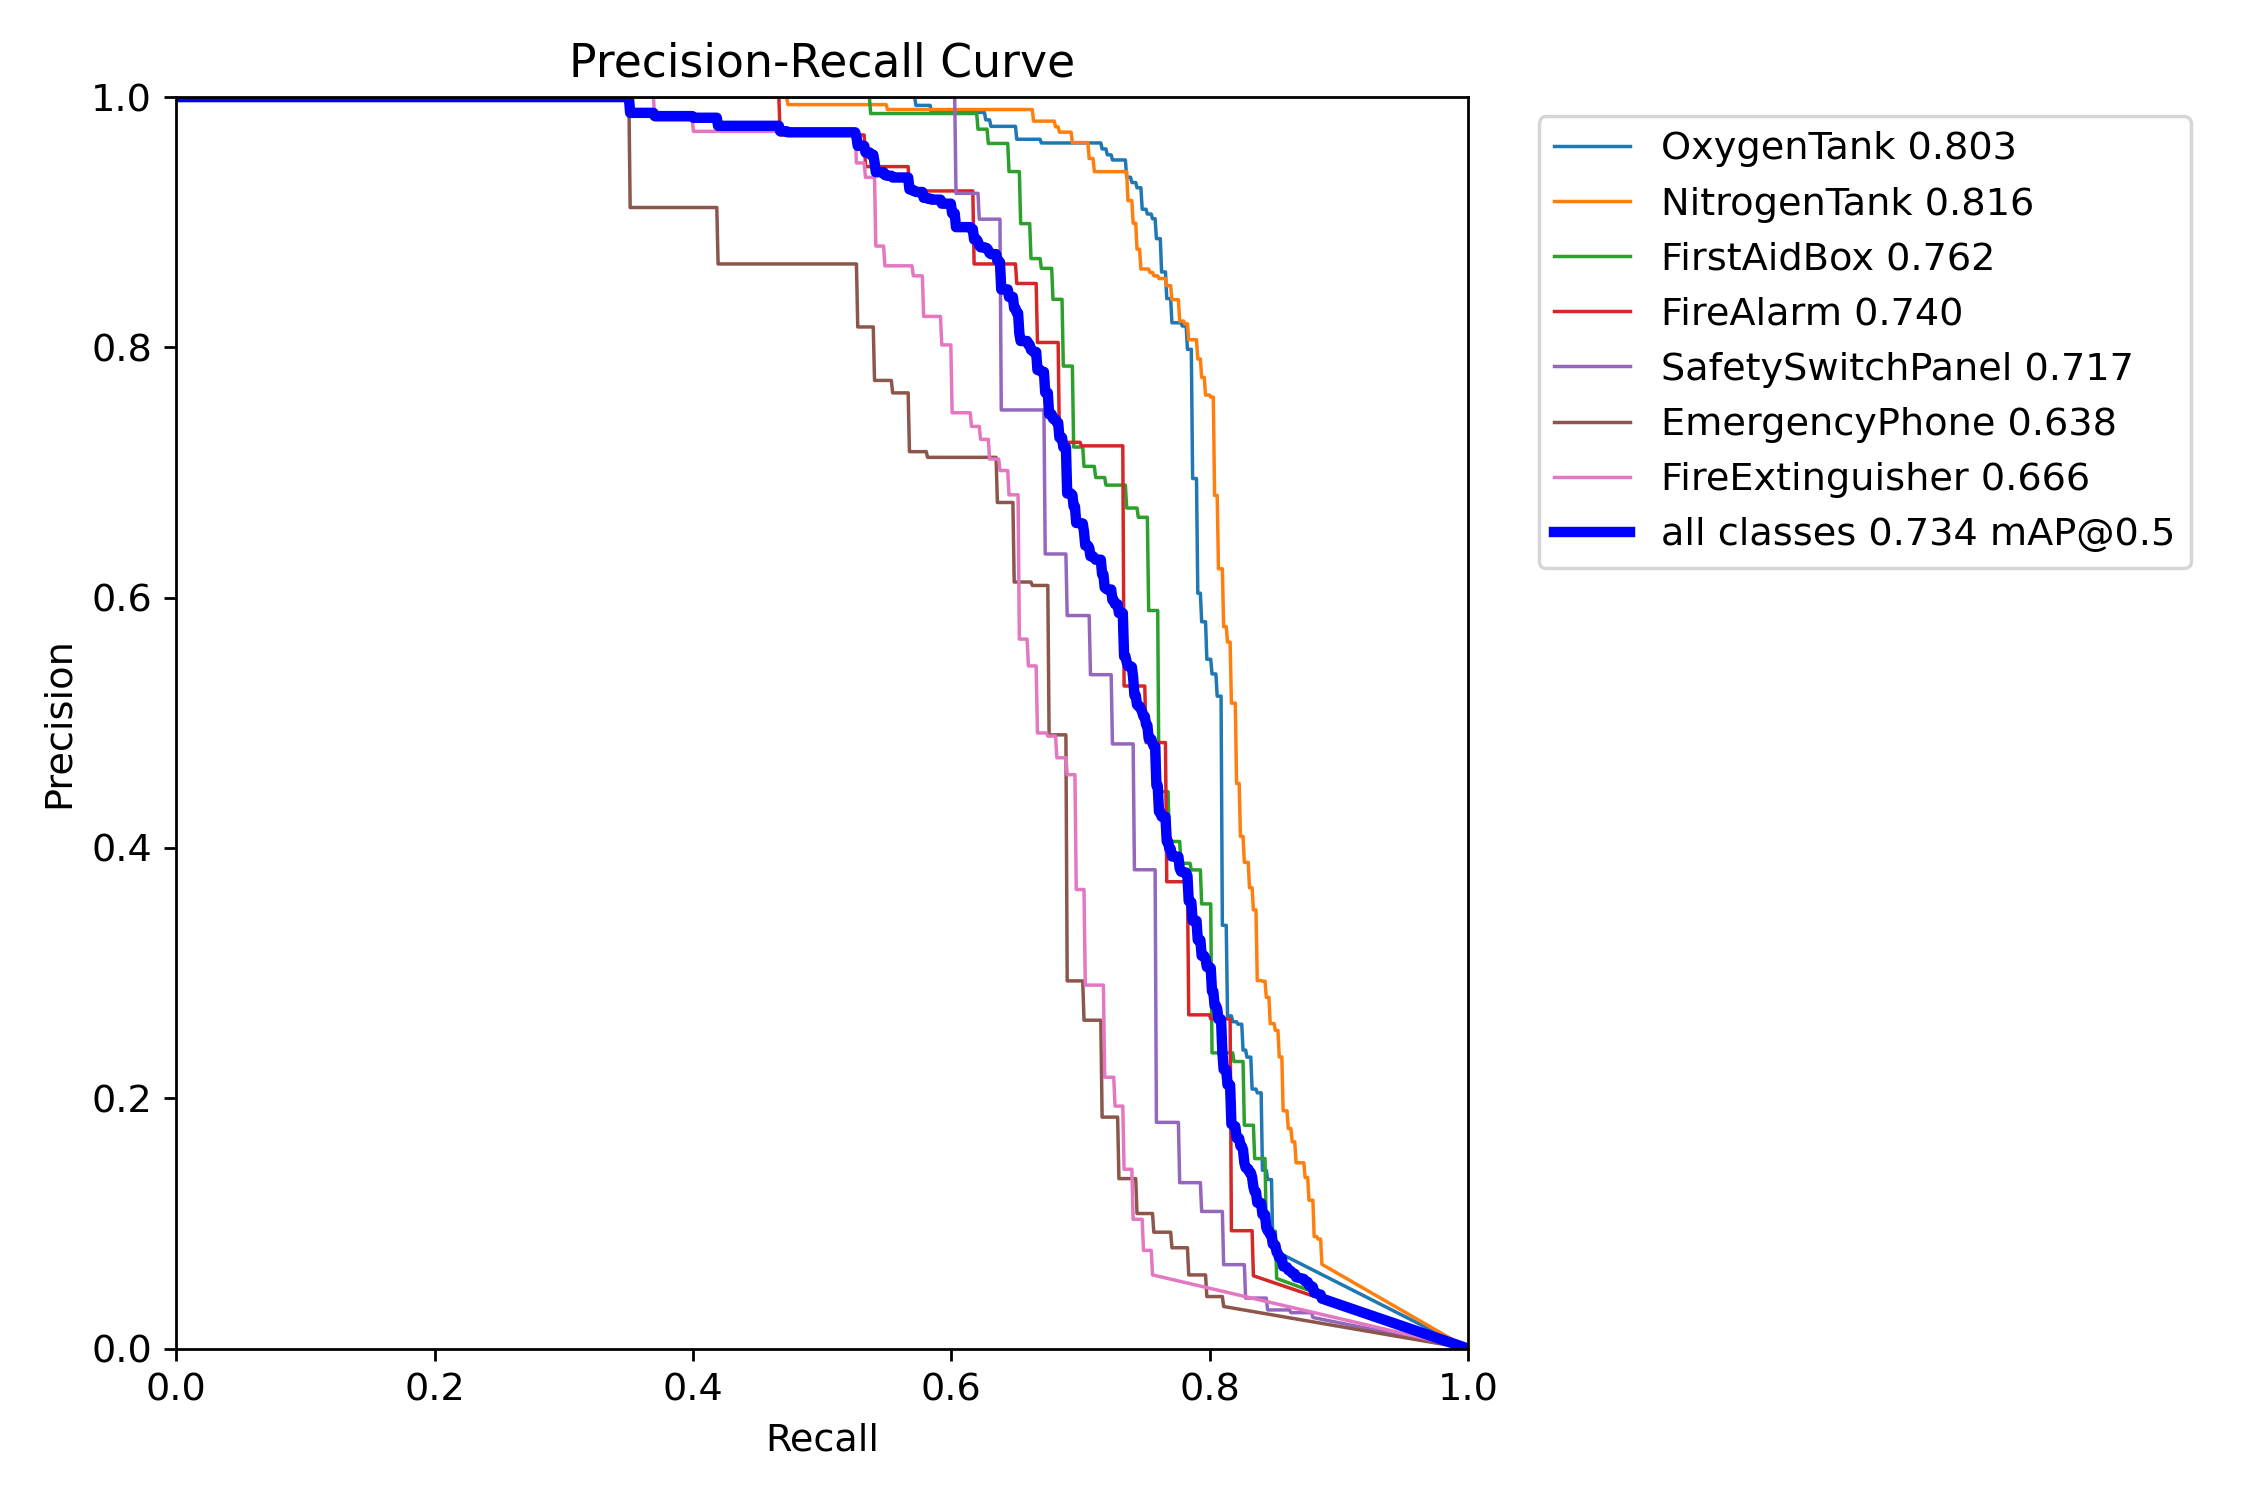 Precision-Recall Curve
1.0
0.8
0.6
0.4
0.2
0.0
Precision
0.0 0.2 0.4 0.6 0.8 1.0
Recall
OxygenTank 0.803
NitrogenTank 0.816
FirstAidBox 0.762
FireAlarm 0.740
SafetySwitchPanel 0.717
EmergencyPhone 0.638
FireExtinguisher 0.666
all classes 0.734 mAP@0.5